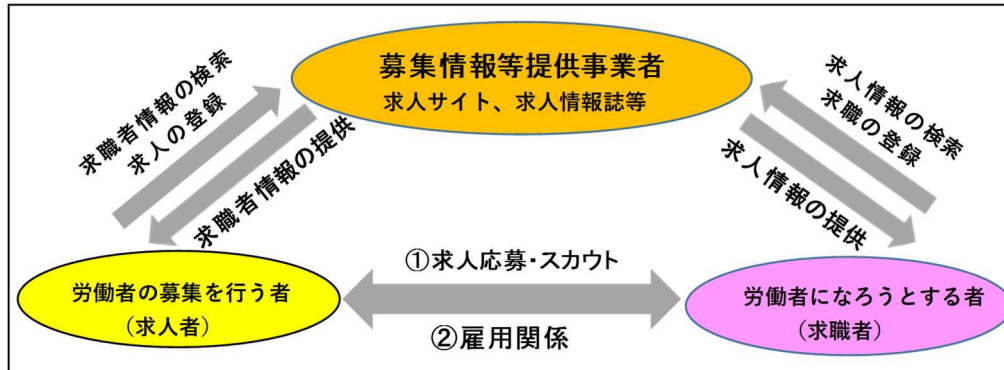 募集情報等提供事業者
求人サイト、求人情報誌等
求職者情報の検索
求人の登録
求職者情報の提供
求人情報の検索
求職の登録
求人情報の提供
①求人応募・スカウト
②雇用関係
労働者の募集を行う者
（求人者）
労働者になろうとする者
（求職者）